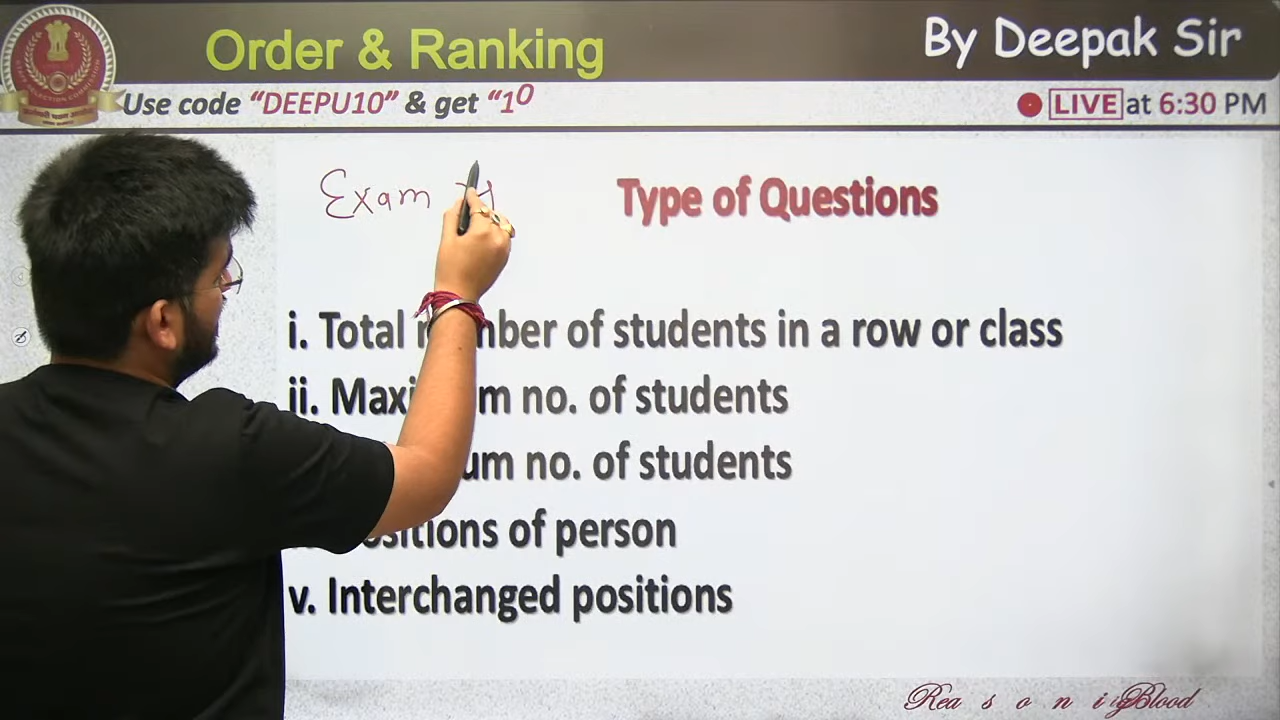 Order & Ranking
By Deepak Sir
Use code “DEEPU10” & get “10
LIVE at 6:30 PM
Exam
Type of Questions
i. Total number of students in a row or class
ii. Maxi m no. of students
um no. of students
ositions of person
v. Interchanged positions